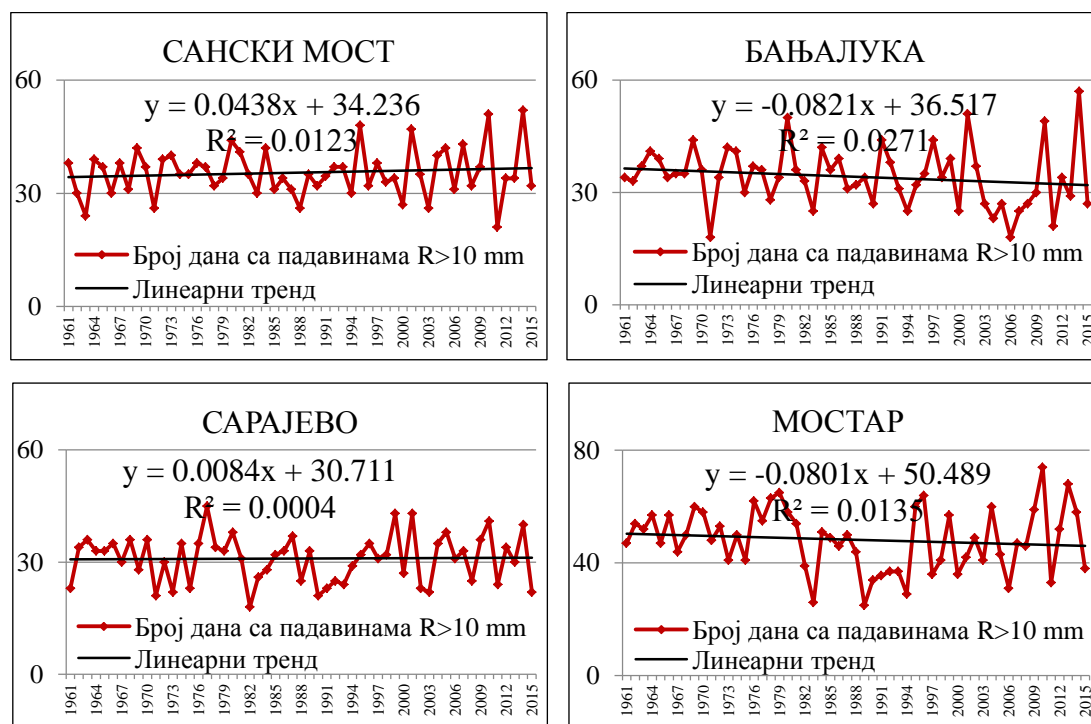 САНСКИ МОСТ
60
y = 0.0438x + 34.236
R² = 0.0123
30
Број дана са падавинама R>10 mm
Линеарни тренд
0
1961 1964 1967 1970 1973 1976 1979 1982 1985 1988 1991 1994 1997 2000 2003 2006 2009 2012 2015
БАЊАЛУКА
60
y = -0.0821x + 36.517
R² = 0.0271
30
Број дана са падавинама R>10 mm
Линеарни тренд
0
1961 1964 1967 1970 1973 1976 1979 1982 1985 1988 1991 1994 1997 2000 2003 2006 2009 2012 2015
САРАЈЕВО
60
y = 0.0084x + 30.711
R² = 0.0004
30
Број дана са падавинама R>10 mm
Линеарни тренд
0
1961 1964 1967 1970 1973 1976 1979 1982 1985 1988 1991 1994 1997 2000 2003 2006 2009 2012 2015
МОСТАР
80
y = -0.0801x + 50.489
R² = 0.0135
40
Број дана са падавинама R>10 mm
Линеарни тренд
0
1961 1964 1967 1970 1973 1976 1979 1982 1985 1988 1991 1994 1997 2000 2003 2006 2009 2012 2015